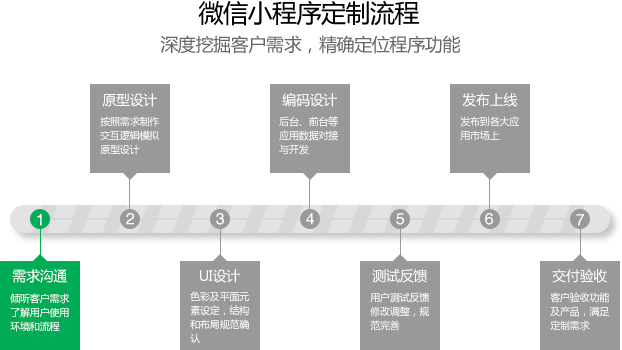 微信小程序定制流程
深度挖掘客户需求，精确定位程序功能
原型设计
按照需求制作
交互逻辑模拟
原型设计
编码设计
后台、前台等
应用数据对接
与开发
发布上线
发布到各大应
用市场上
1
2
3
4
5
6
7
需求沟通
倾听客户需求
了解用户使用
环境和流程
UI设计
色彩及平面元
素设定，结构
和布局规范确
认
测试反馈
用户测试反馈
修改调整，规
范完善
交付验收
客户验收功能
及产品，满足
定制需求